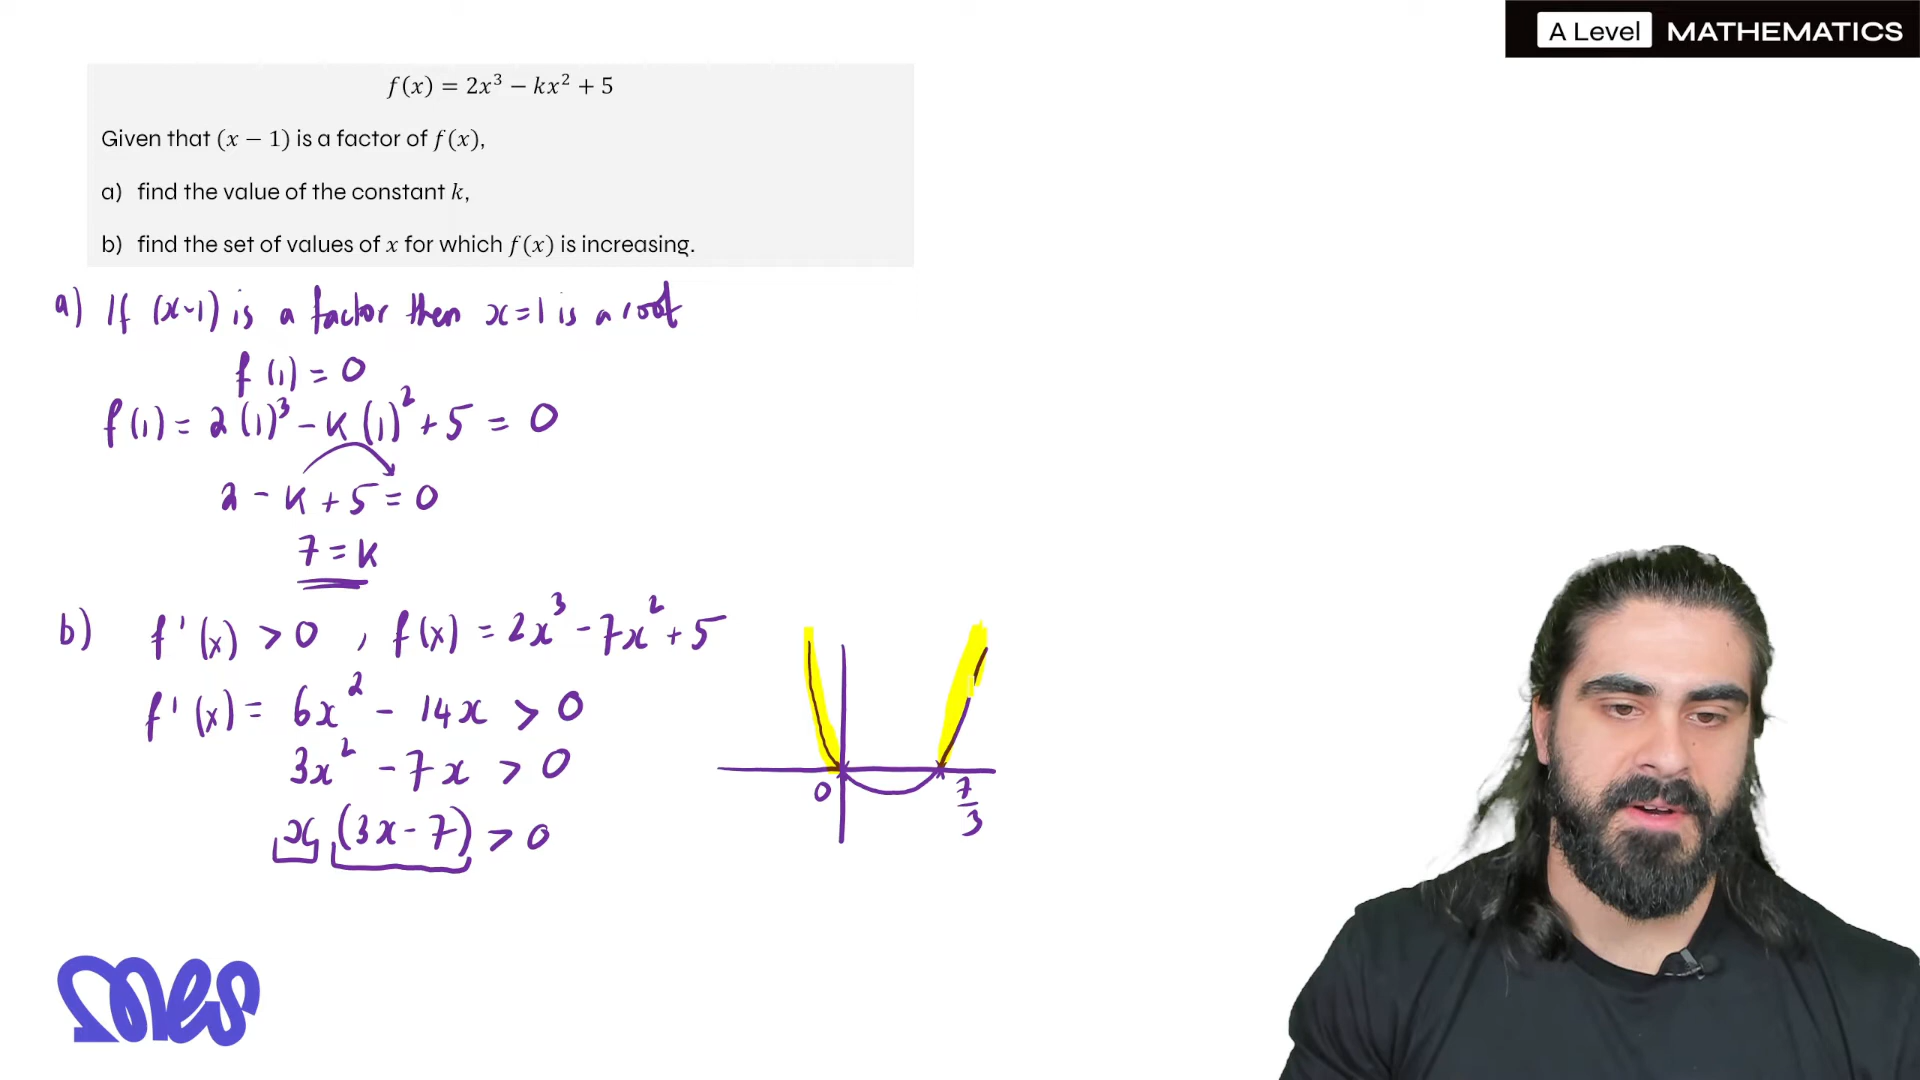 A Level MATHEMATICS
f(x) = 2x³ − kx² + 5
Given that (x − 1) is a factor of f(x),
a) find the value of the constant k,
b) find the set of values of x for which f(x) is increasing.
a) If (x-1) is a factor then x=1 is a root
f(1) = 0
f(1) = 2(1)³ - k(1)² + 5 = 0
2 - k + 5 = 0
7 = k
b) f'(x) > 0 , f(x) = 2x³ - 7x² + 5
f'(x) = 6x² - 14x > 0
3x² - 7x > 0
x(3x - 7) > 0
0 7/3
mes